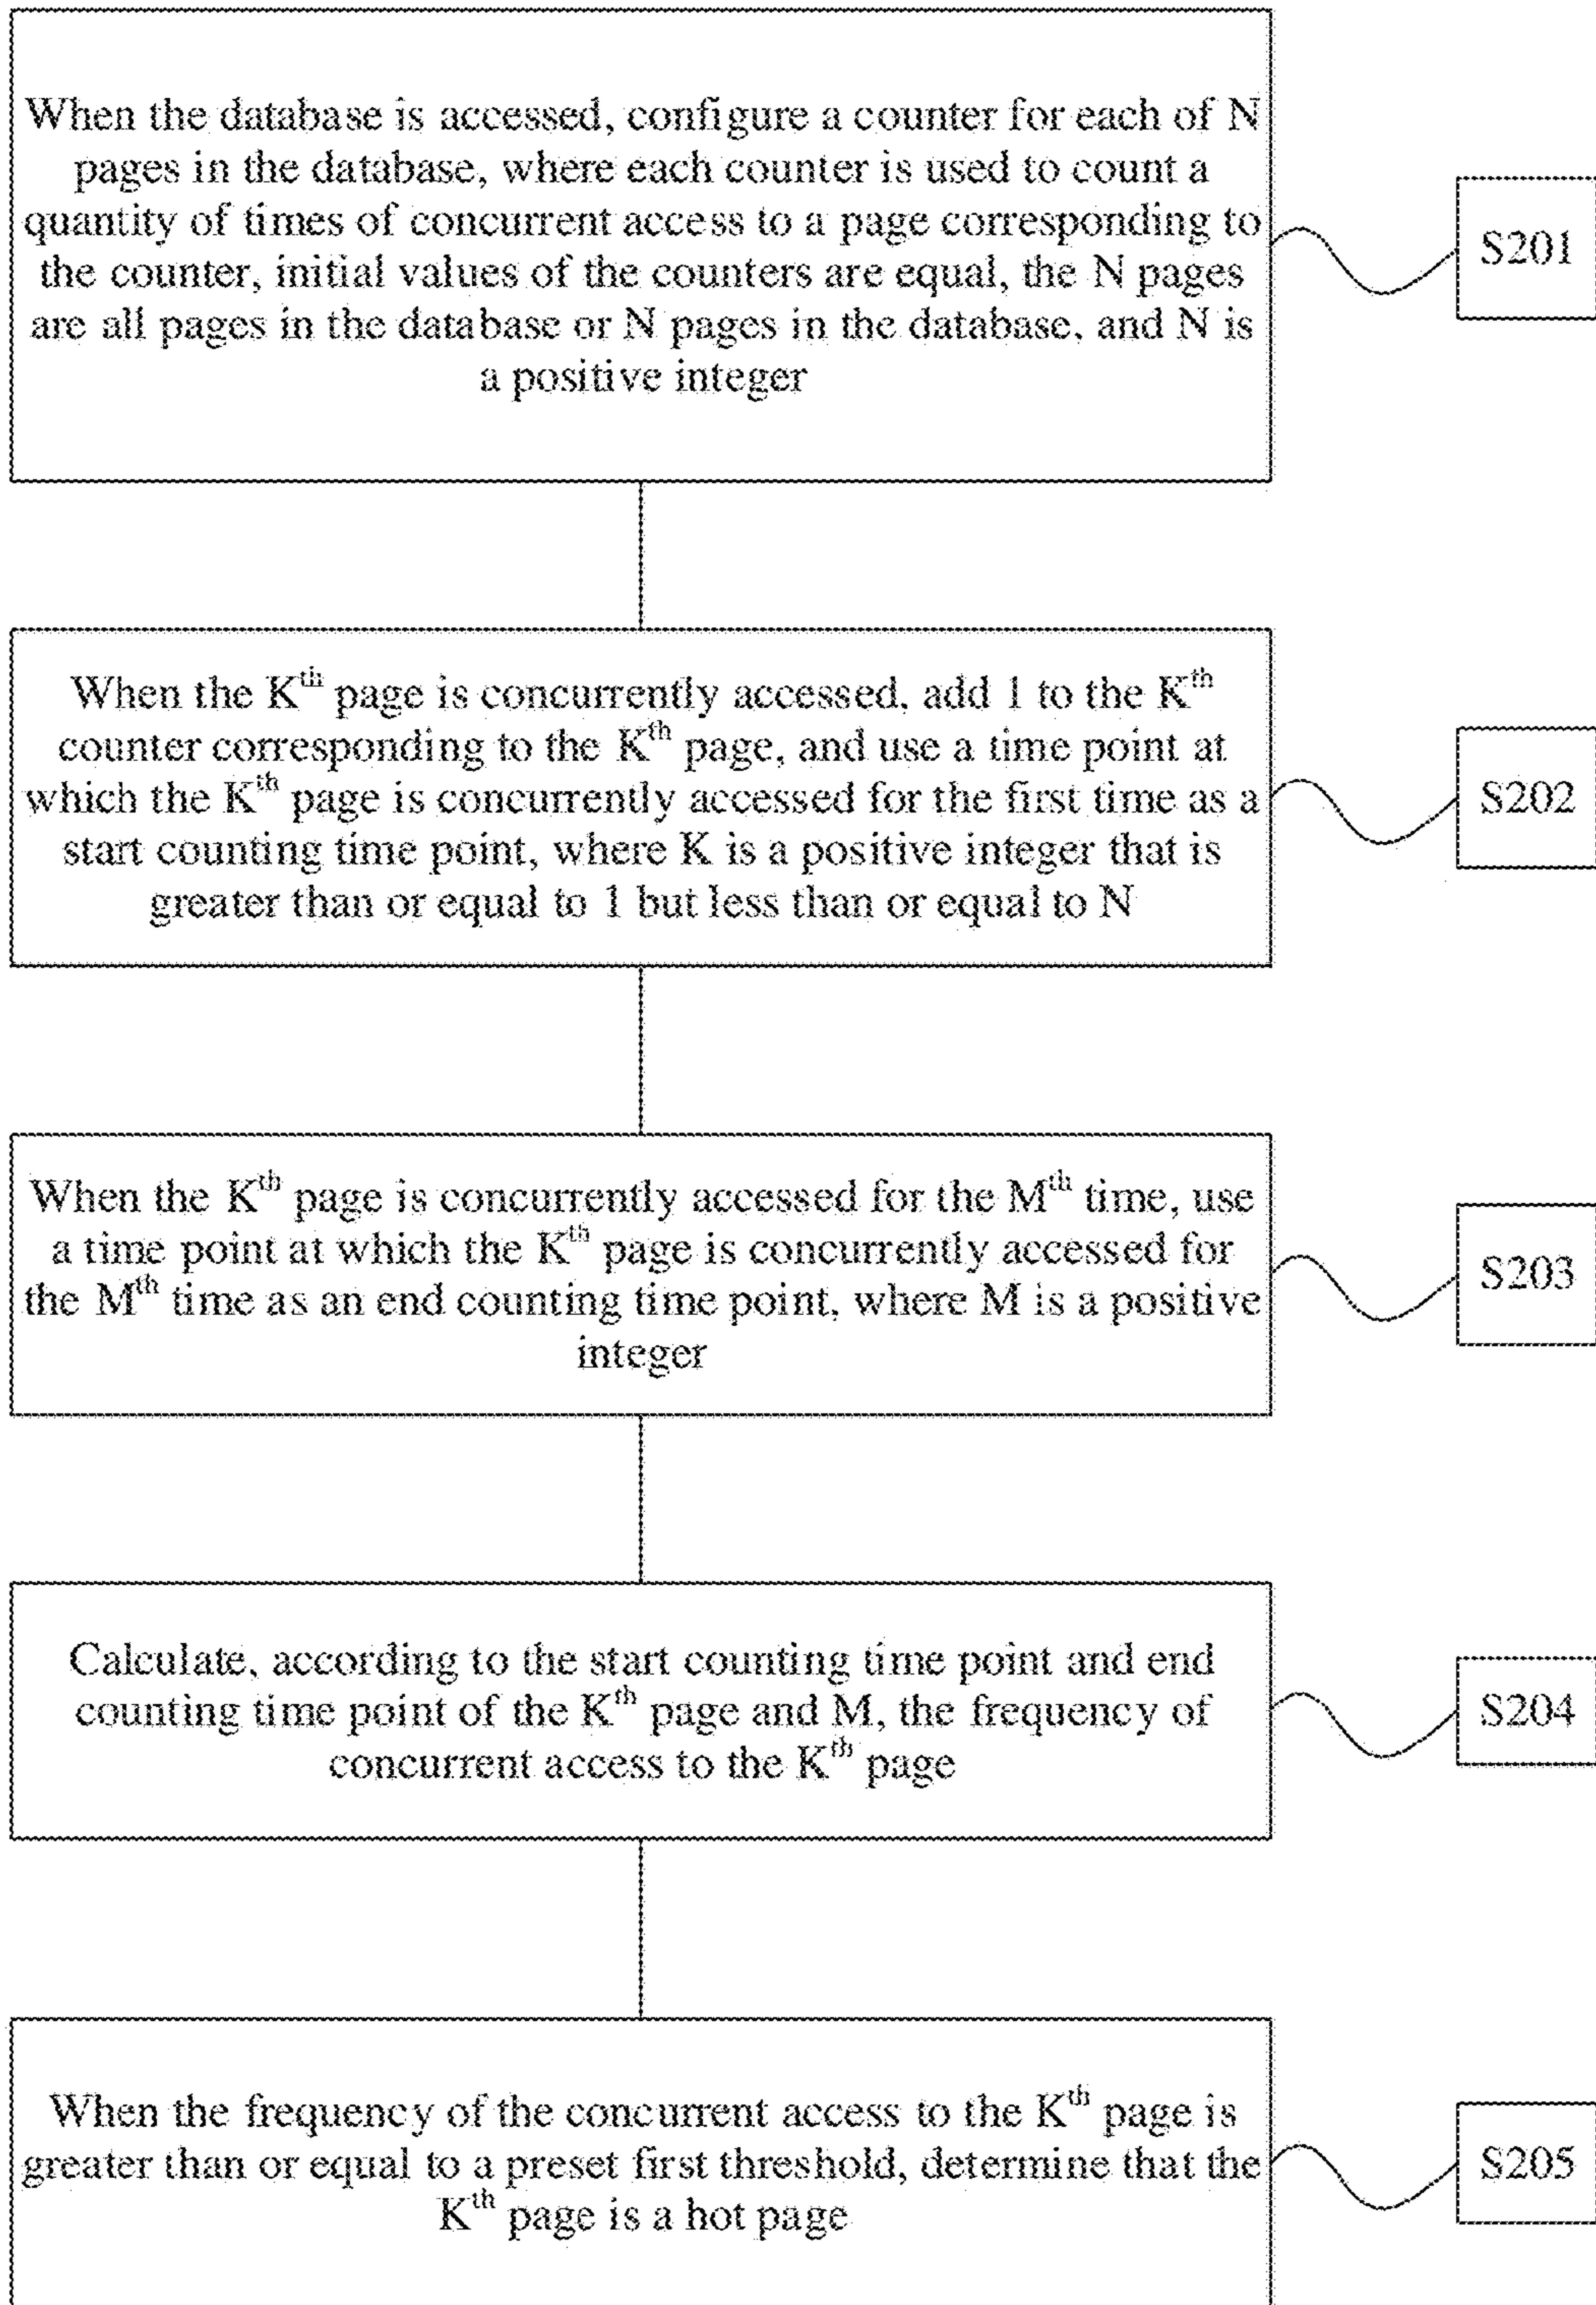 When the database is accessed, configure a counter for each of N
pages in the database, where each counter is used to count a
quantity of times of concurrent access to a page corresponding to
the counter, initial values of the counters are equal, the N pages
are all pages in the database or N pages in the database, and N is
a positive integer
S201
When the Kth page is concurrently accessed, add 1 to the Kth
counter corresponding to the Kth page, and use a time point at
which the Kth page is concurrently accessed for the first time as a
start counting time point, where K is a positive integer that is
greater than or equal to 1 but less than or equal to N
S202
When the Kth page is concurrently accessed for the Mth time, use
a time point at which the Kth page is concurrently accessed for
the Mth time as an end counting time point, where M is a positive
integer
S203
Calculate, according to the start counting time point and end
counting time point of the Kth page and M, the frequency of
concurrent access to the Kth page
S204
When the frequency of the concurrent access to the Kth page is
greater than or equal to a preset first threshold, determine that the
Kth page is a hot page
S205